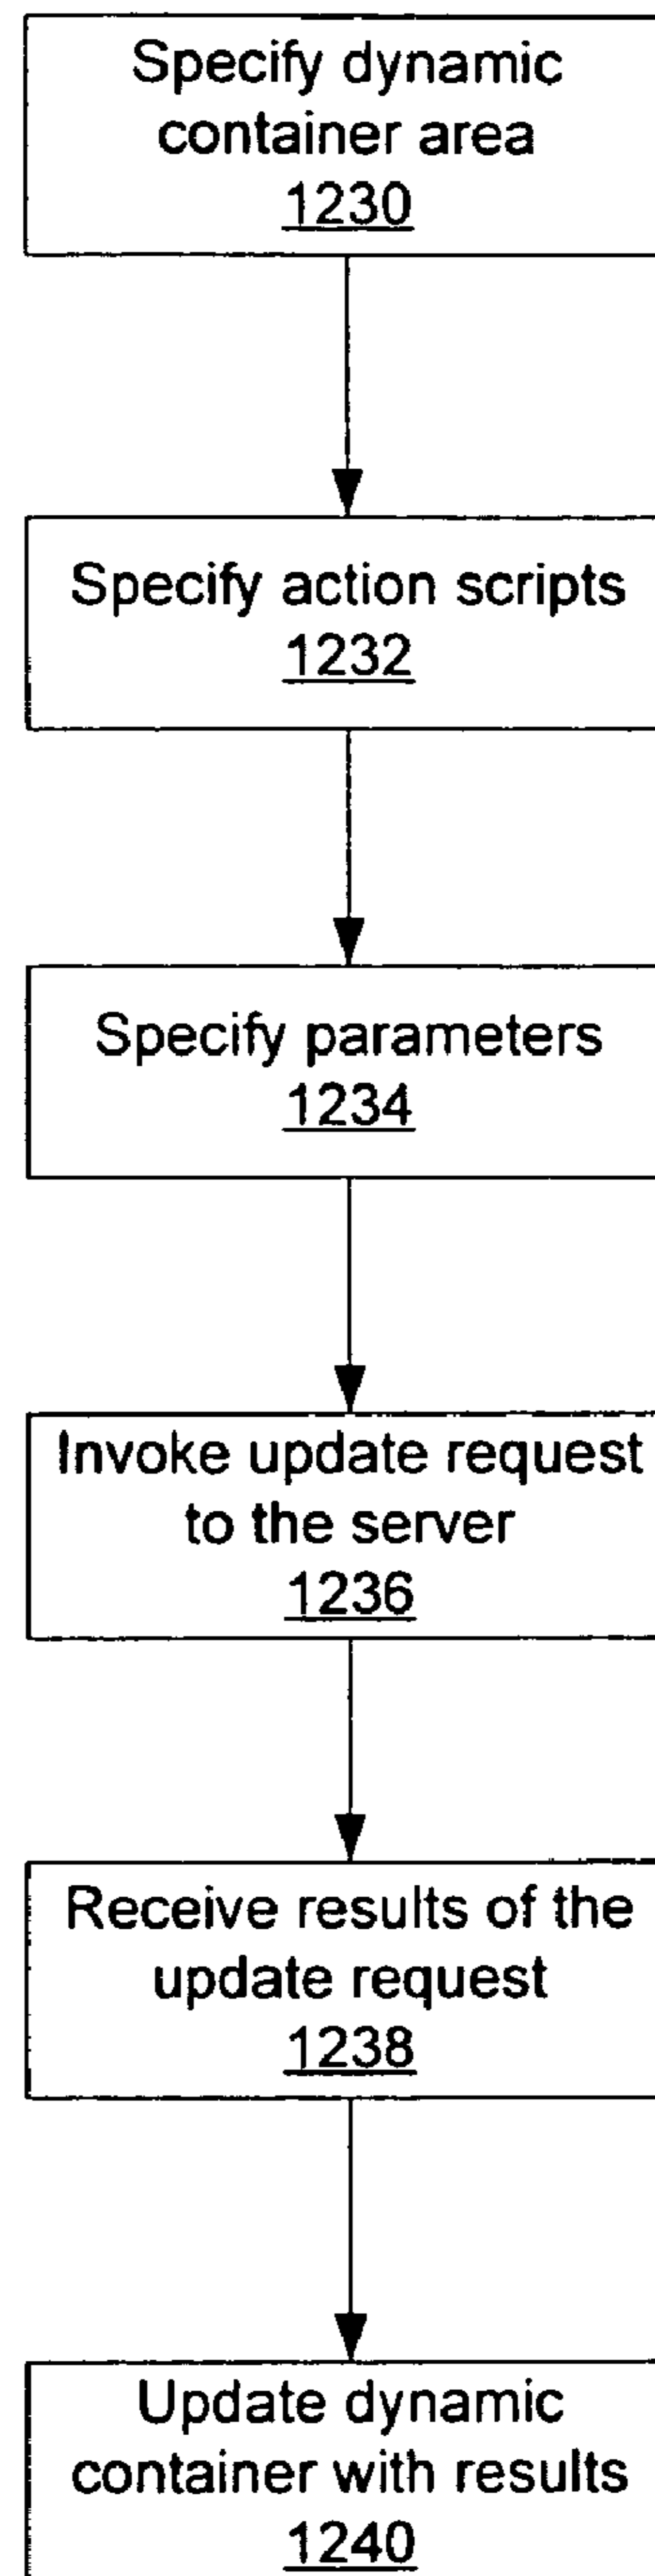 Specify dynamic
container area
1230
Specify action scripts
1232
Specify parameters
1234
Invoke update request
to the server
1236
Receive results of the
update request
1238
Update dynamic
container with results
1240